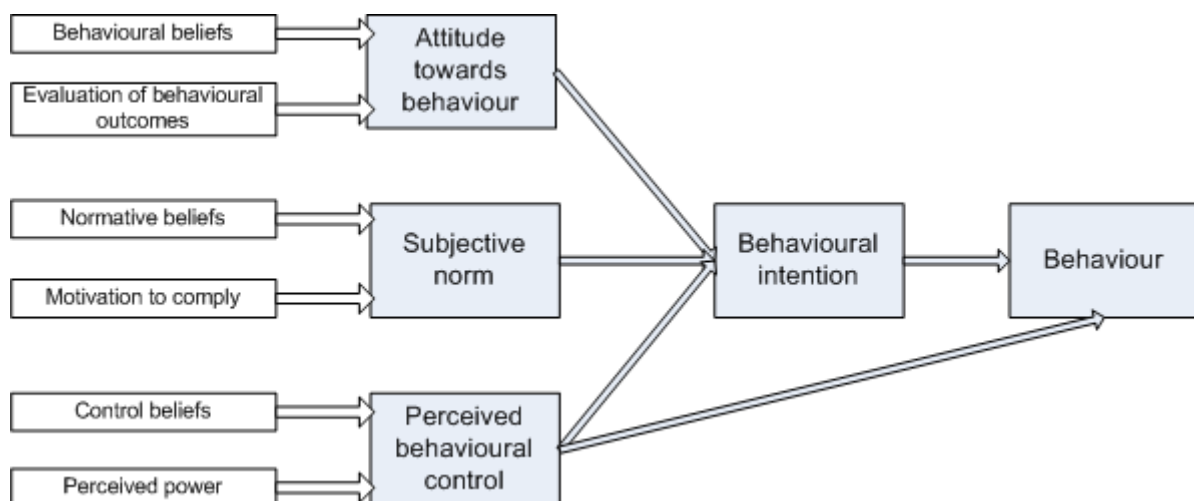 Behavioural beliefs
Evaluation of behavioural
outcomes
Attitude
towards
behaviour
Normative beliefs
Motivation to comply
Subjective
norm
Behavioural
intention
Behaviour
Control beliefs
Perceived power
Perceived
behavioural
control